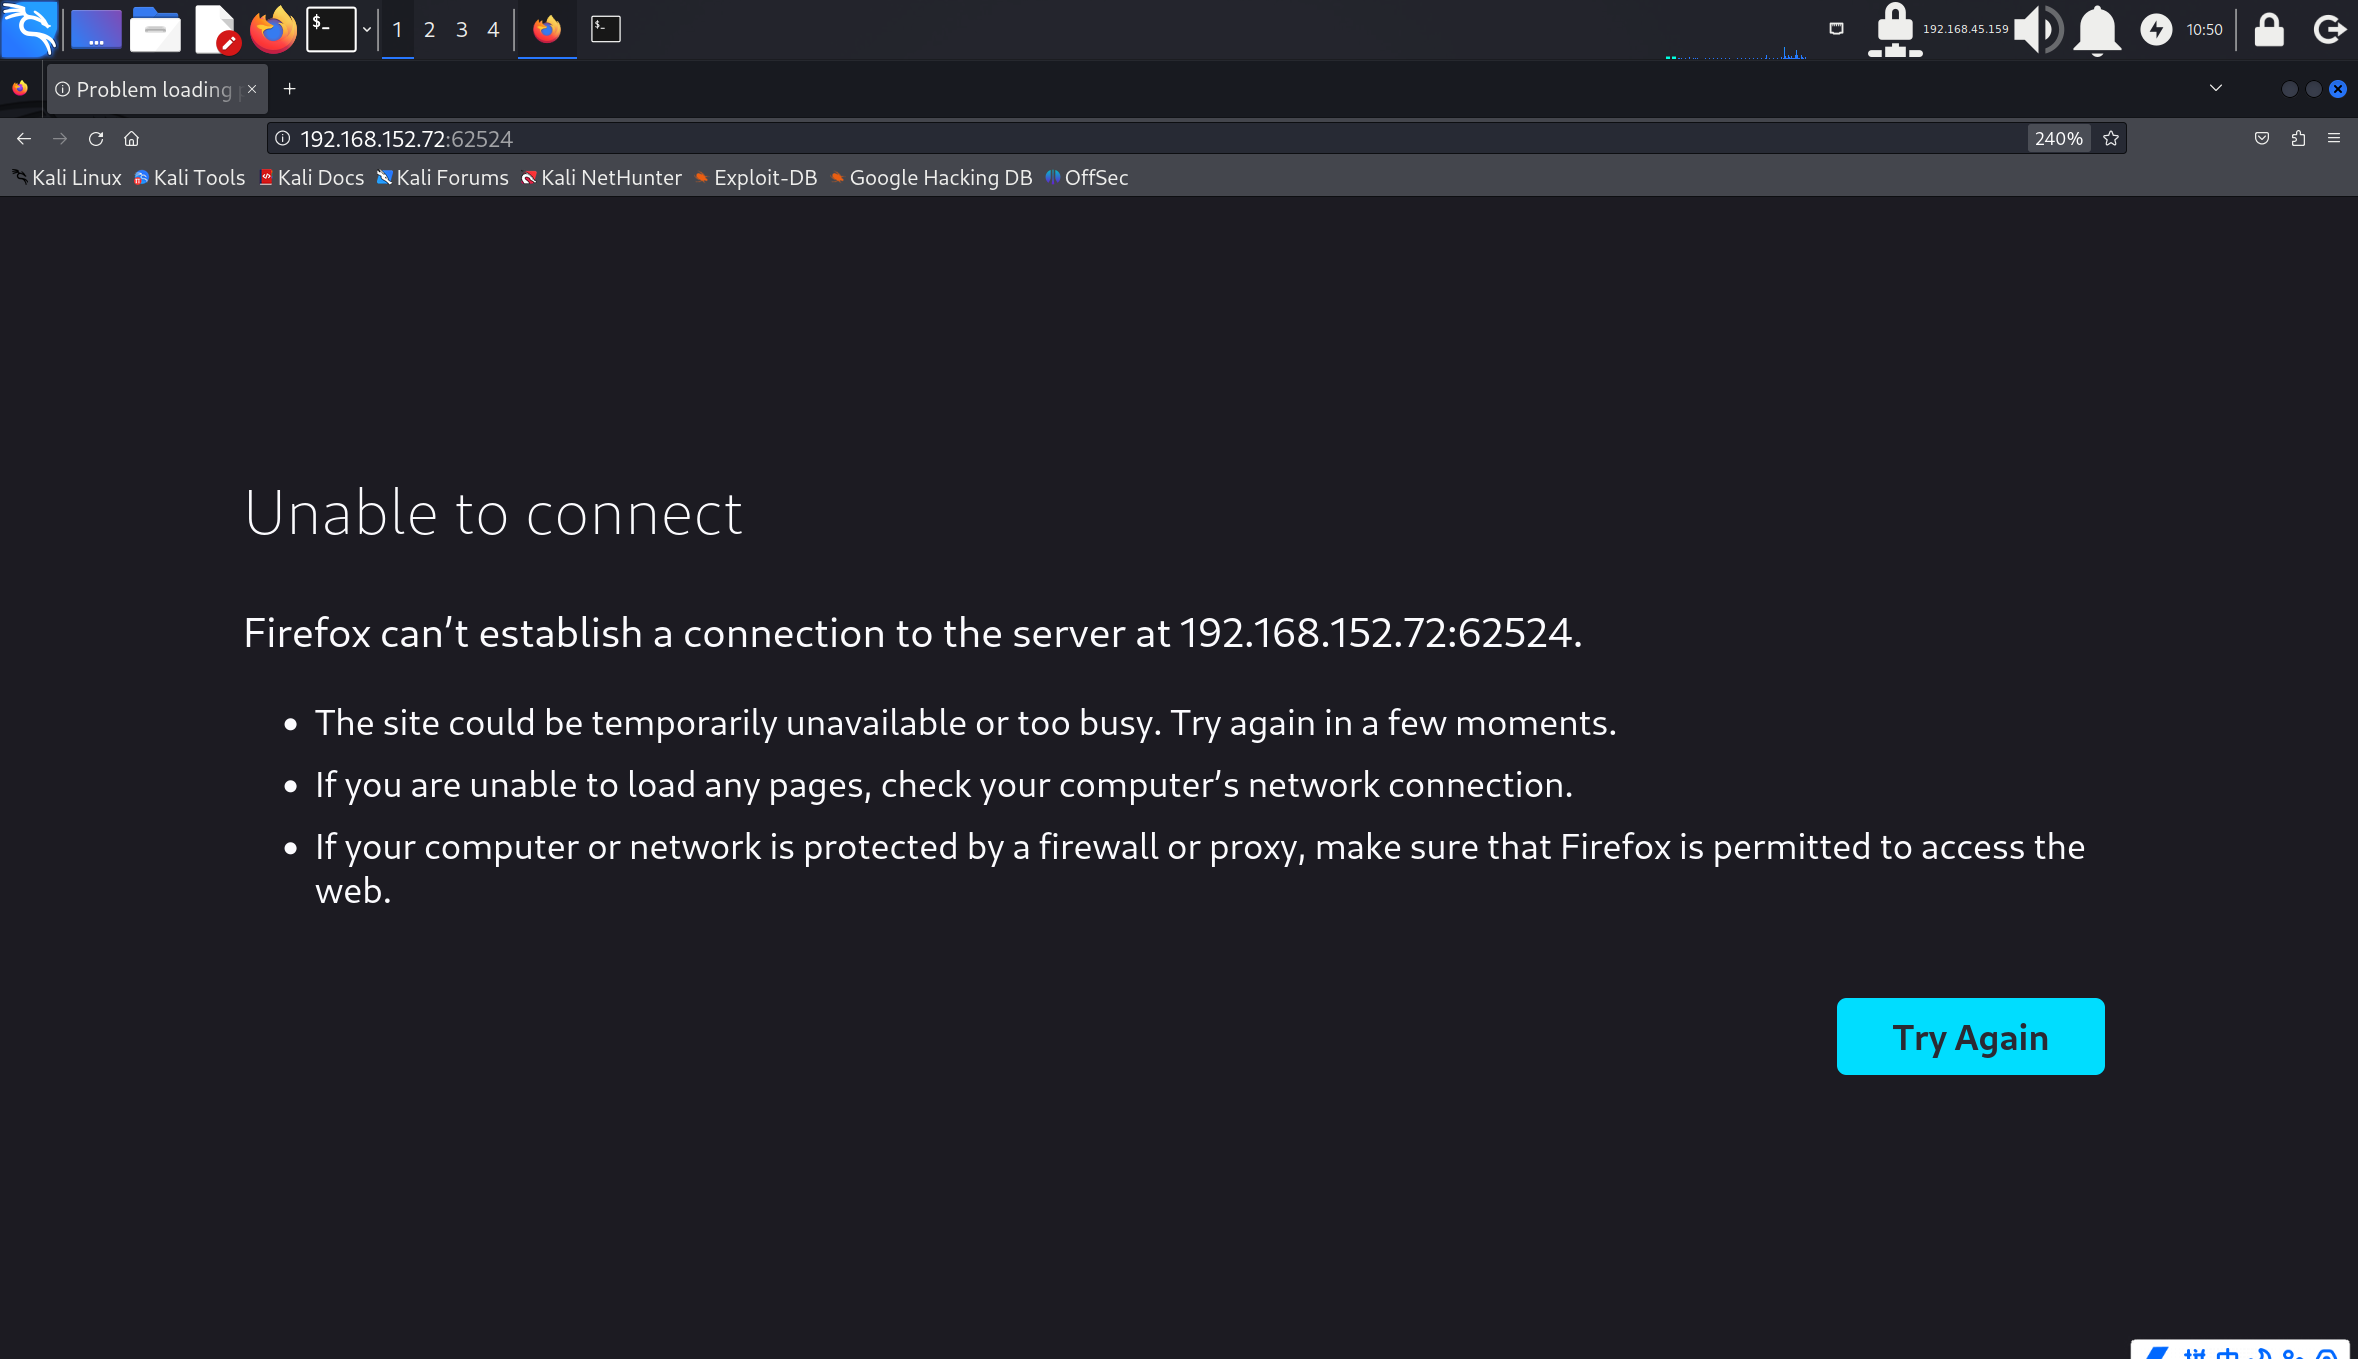 $-
1 2 3 4
$-
192.168.45.159
10:50
Problem loading
192.168.152.72:62524
240%
Kali Linux Kali Tools Kali Docs Kali Forums Kali NetHunter Exploit-DB Google Hacking DB OffSec
Unable to connect
Firefox can’t establish a connection to the server at 192.168.152.72:62524.
• The site could be temporarily unavailable or too busy. Try again in a few moments.
• If you are unable to load any pages, check your computer’s network connection.
• If your computer or network is protected by a firewall or proxy, make sure that Firefox is permitted to access the
web.
Try Again